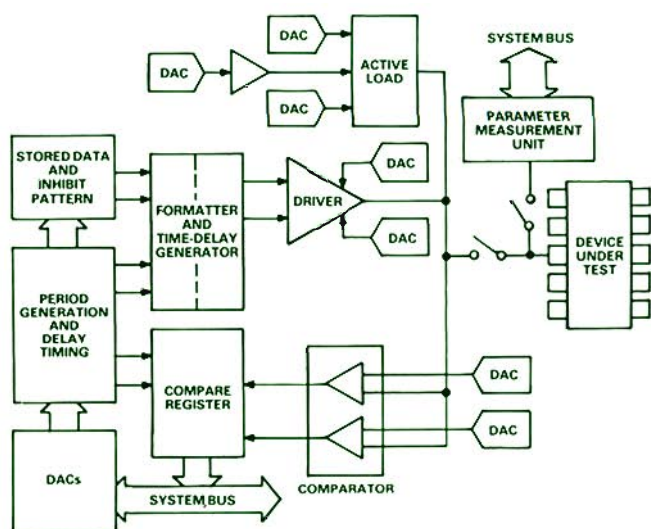 DAC
DAC
DAC
ACTIVE
LOAD
SYSTEM BUS
PARAMETER
MEASUREMENT
UNIT
STORED DATA
AND
INHIBIT
PATTERN
FORMATTER
AND
TIME-DELAY
GENERATOR
DRIVER
DAC
DAC
DEVICE
UNDER
TEST
PERIOD
GENERATION
AND
DELAY
TIMING
COMPARE
REGISTER
DAC
DAC
COMPARATOR
DACs
SYSTEM BUS